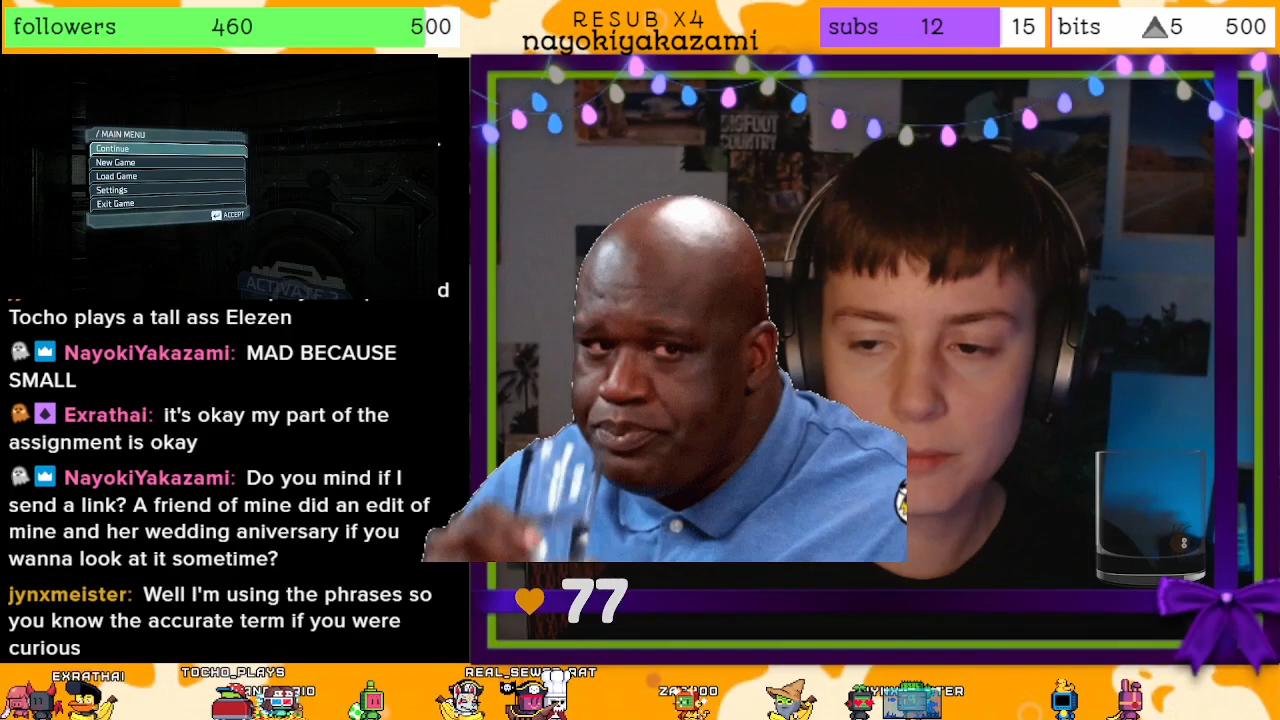 followers 460 500
RESUB X4
nayokiyakazami
subs 12 15
bits 5 500
/ MAIN MENU
Continue
New Game
Load Game
Settings
Exit Game
ACCEPT
ACTIVATE ?
d
Tocho plays a tall ass Elezen
NayokiYakazami: MAD BECAUSE
SMALL
Exrathai: it's okay my part of the
assignment is okay
NayokiYakazami: Do you mind if I
send a link? A friend of mine did an edit of
mine and her wedding aniversary if you
wanna look at it sometime?
jynxmeister: Well I'm using the phrases so
you know the accurate term if you were
curious
BIGFOOT
COUNTRY
77
EXRATHAI
TOCHO_PLAYS